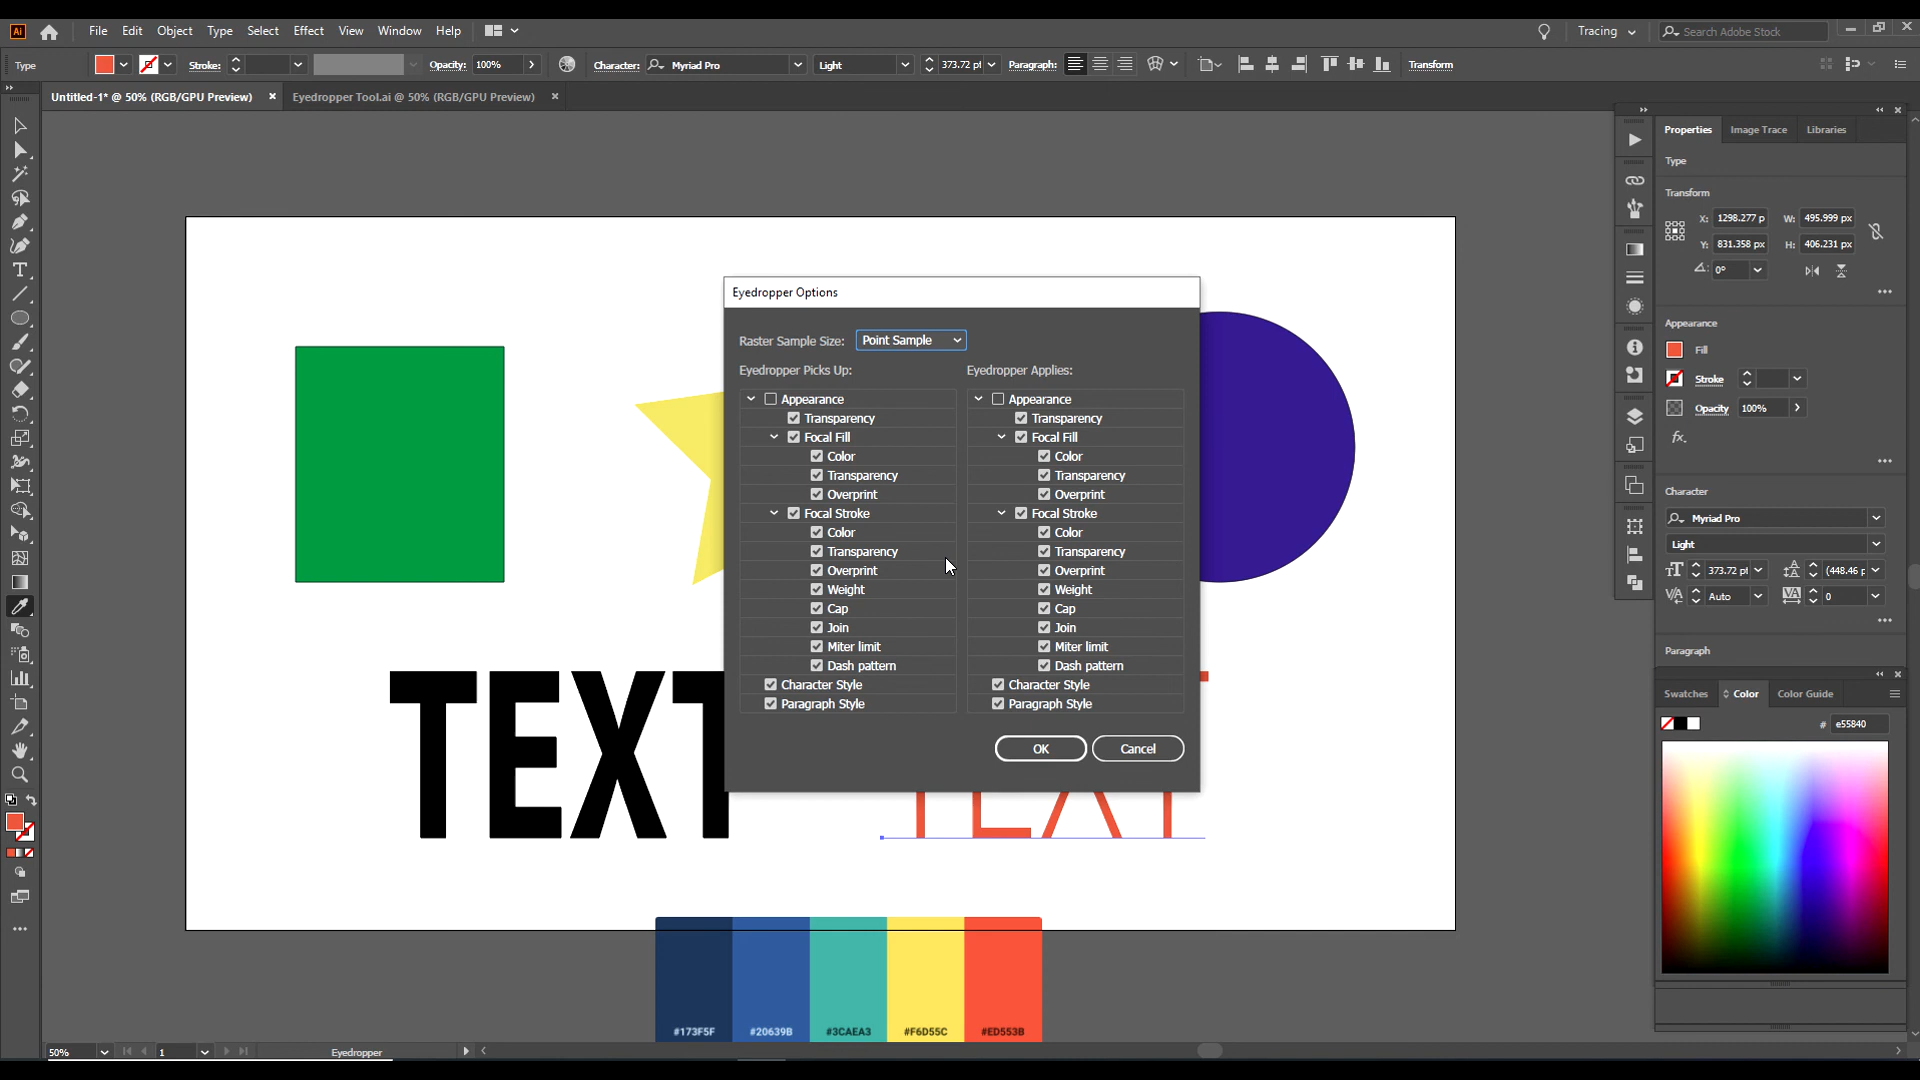 Ai File Edit Object Type Select Effect View Window Help Tracing Search Adobe Stock
Type Stroke: Opacity: 100% Character: Myriad Pro Light 373.72 pt Paragraph: Transform
Untitled-1* @ 50% (RGB/GPU Preview) × Eyedropper Tool.ai @ 50% (RGB/GPU Preview) ×
Properties Image Trace Libraries
Type
Transform
X: 1298.277 p W: 495.999 px
Y: 831.358 px H: 406.231 px
0°
Appearance
Fill
Stroke
Opacity 100%
fx.
Character
Myriad Pro
Light
373.72 pt (448.46 p
Auto 0
Paragraph
Swatches Color Color Guide
# e55840
Eyedropper Options
Raster Sample Size: Point Sample
Eyedropper Picks Up:
Appearance
Transparency
Focal Fill
Color
Transparency
Overprint
Focal Stroke
Color
Transparency
Overprint
Weight
Cap
Join
Miter limit
Dash pattern
Character Style
Paragraph Style
Eyedropper Applies:
Appearance
Transparency
Focal Fill
Color
Transparency
Overprint
Focal Stroke
Color
Transparency
Overprint
Weight
Cap
Join
Miter limit
Dash pattern
Character Style
Paragraph Style
OK Cancel
TEXT TEXT
#173F5F #20639B #3CAEA3 #F6D55C #ED553B
50% 1 Eyedropper